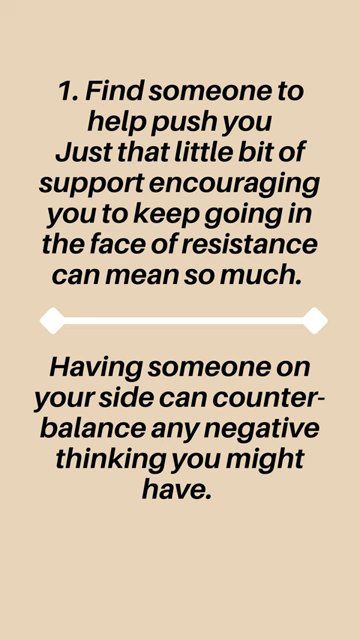 1. Find someone to
help push you
Just that little bit of
support encouraging
you to keep going in
the face of resistance
can mean so much.
Having someone on
your side can counter-
balance any negative
thinking you might
have.